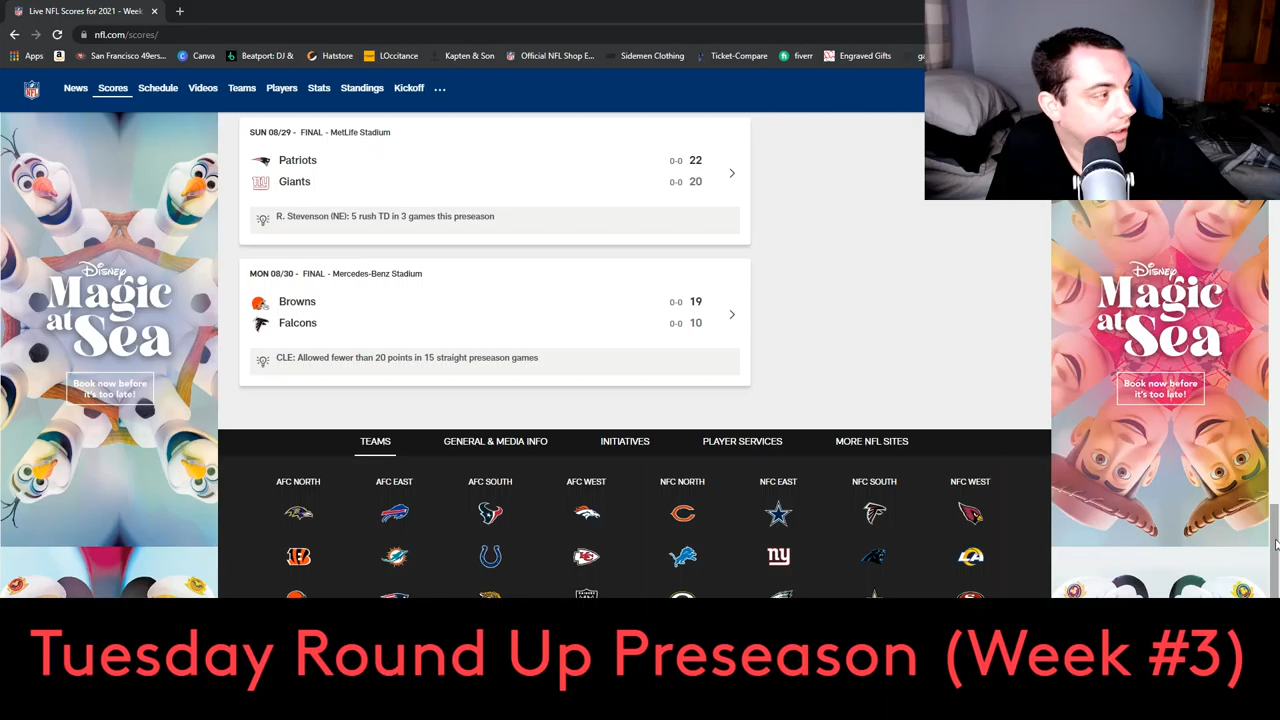 Live NFL Scores for 2021 - Week
nfl.com/scores/
Apps San Francisco 49ers... Canva Beatport: DJ & Hatstore LOccitance Kapten & Son Official NFL Shop E... Sidemen Clothing Ticket-Compare fiverr Engraved Gifts
News Scores Schedule Videos Teams Players Stats Standings Kickoff ...
SUN 08/29 - FINAL - MetLife Stadium
Patriots 0-0 22
Giants 0-0 20
R. Stevenson (NE): 5 rush TD in 3 games this preseason
MON 08/30 - FINAL - Mercedes-Benz Stadium
Browns 0-0 19
Falcons 0-0 10
CLE: Allowed fewer than 20 points in 15 straight preseason games
Disney
Magic
at Sea
Book now before
it's too late!
Disney
Magic
at Sea
Book now before
it's too late!
TEAMS GENERAL & MEDIA INFO INITIATIVES PLAYER SERVICES MORE NFL SITES
AFC NORTH AFC EAST AFC SOUTH AFC WEST NFC NORTH NFC EAST NFC SOUTH NFC WEST
Tuesday Round Up Preseason (Week #3)